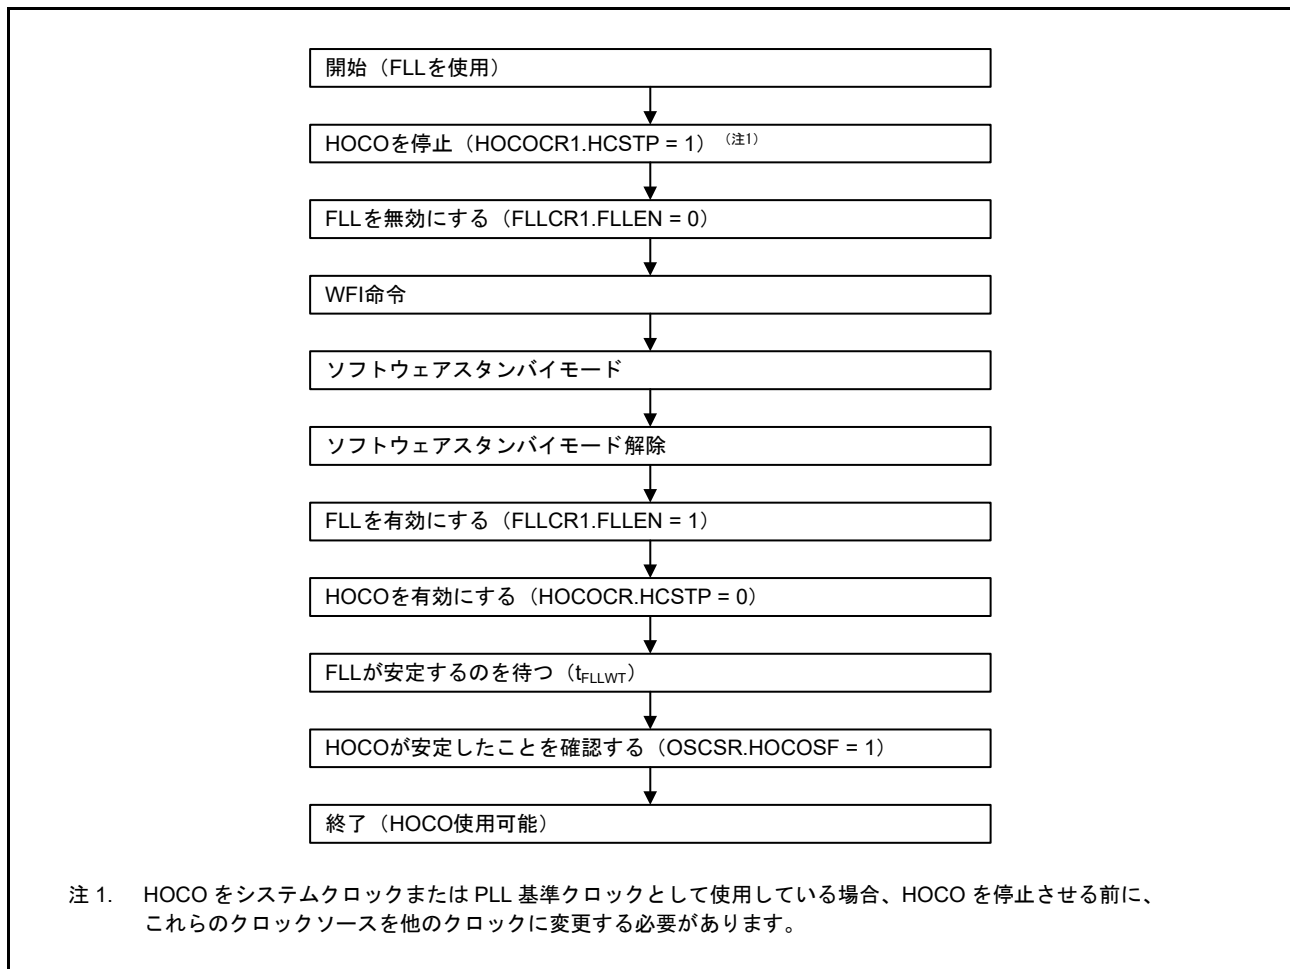 開始（FLLを使用）
HOCOを停止（HOCOCR1.HCSTP = 1）（注1）
FLLを無効にする（FLLCR1.FLLEN = 0）
WFI命令
ソフトウェアスタンバイモード
ソフトウェアスタンバイモード解除
FLLを有効にする（FLLCR1.FLLEN = 1）
HOCOを有効にする（HOCOCR.HCSTP = 0）
FLLが安定するのを待つ（tFLLWT）
HOCOが安定したことを確認する（OSCSR.HOCOSF = 1）
終了（HOCO使用可能）
注 1. HOCO をシステムクロックまたは PLL 基準クロックとして使用している場合、HOCO を停止させる前に、
これらのクロックソースを他のクロックに変更する必要があります。